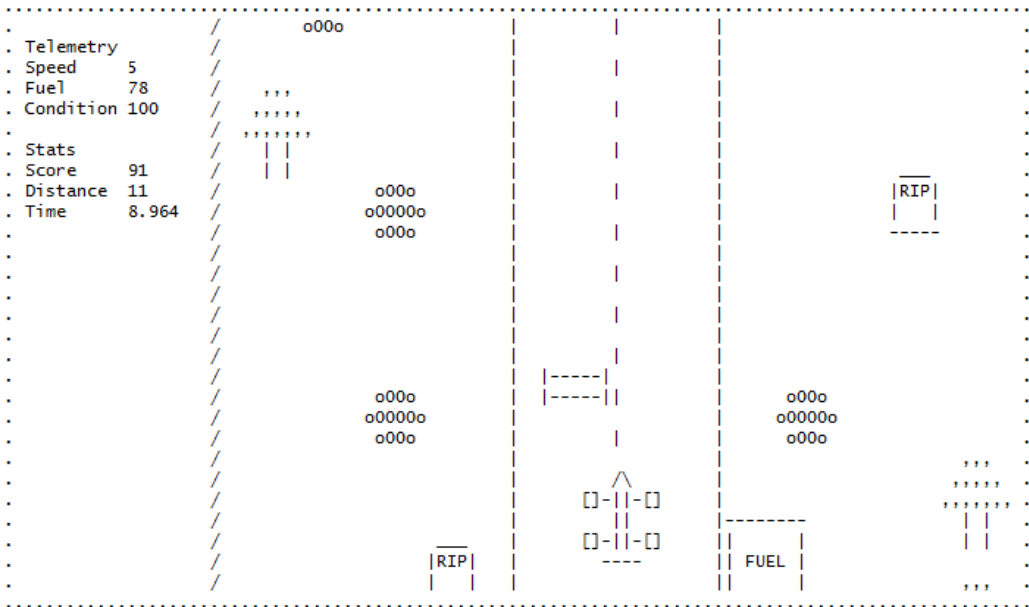 Telemetry
Speed 5
Fuel 78
Condition 100
Stats
Score 91
Distance 11
Time 8.964
RIP
RIP
FUEL